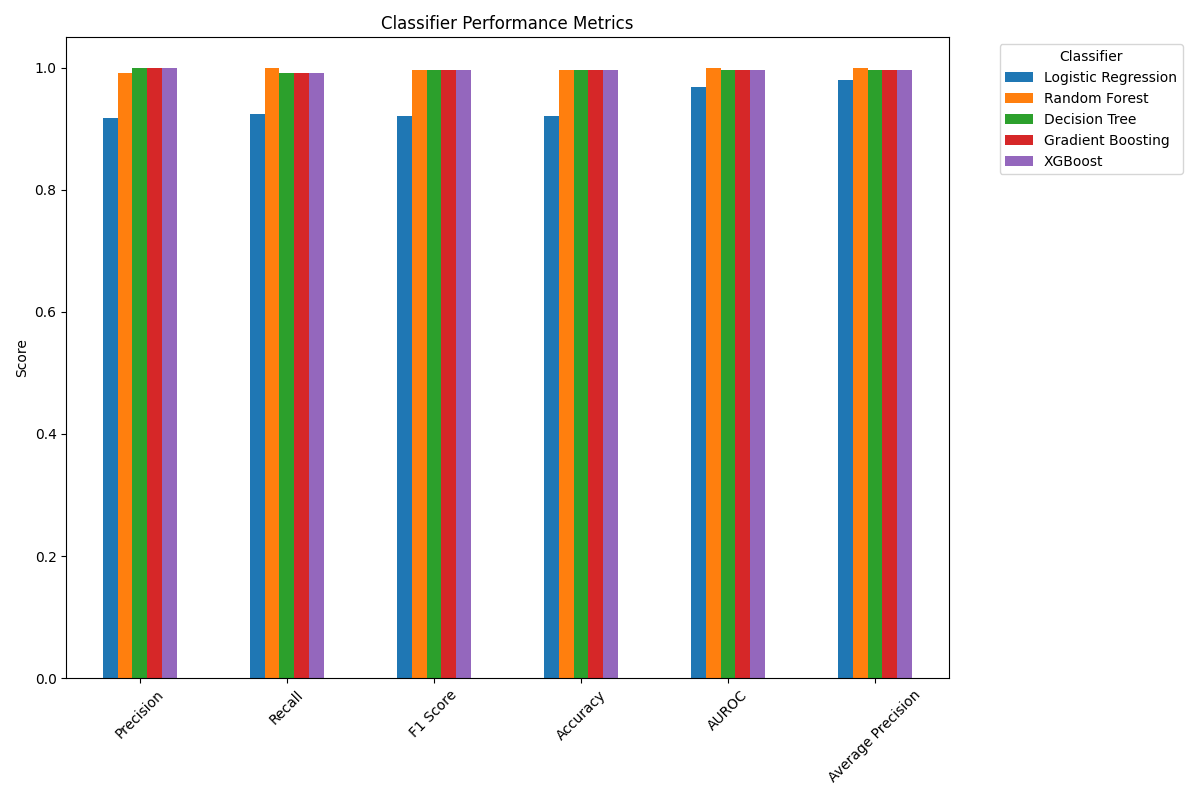 Classifier Performance Metrics
Classifier
Logistic Regression
Random Forest
Decision Tree
Gradient Boosting
XGBoost
Score
1.0
0.8
0.6
0.4
0.2
0.0
Precision
Recall
F1 Score
Accuracy
AUROC
Average Precision